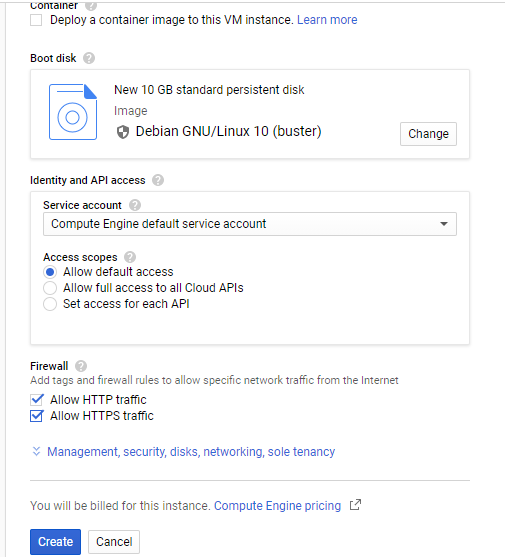 Container
Deploy a container image to this VM instance. Learn more
Boot disk
New 10 GB standard persistent disk
Image
Debian GNU/Linux 10 (buster)
Change
Identity and API access
Service account
Compute Engine default service account
Access scopes
Allow default access
Allow full access to all Cloud APIs
Set access for each API
Firewall
Add tags and firewall rules to allow specific network traffic from the Internet
Allow HTTP traffic
Allow HTTPS traffic
Management, security, disks, networking, sole tenancy
You will be billed for this instance. Compute Engine pricing
Create Cancel